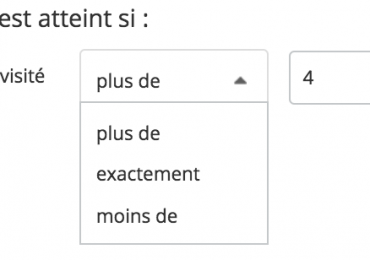 est atteint si :
visité plus de 4
plus de
exactement
moins de